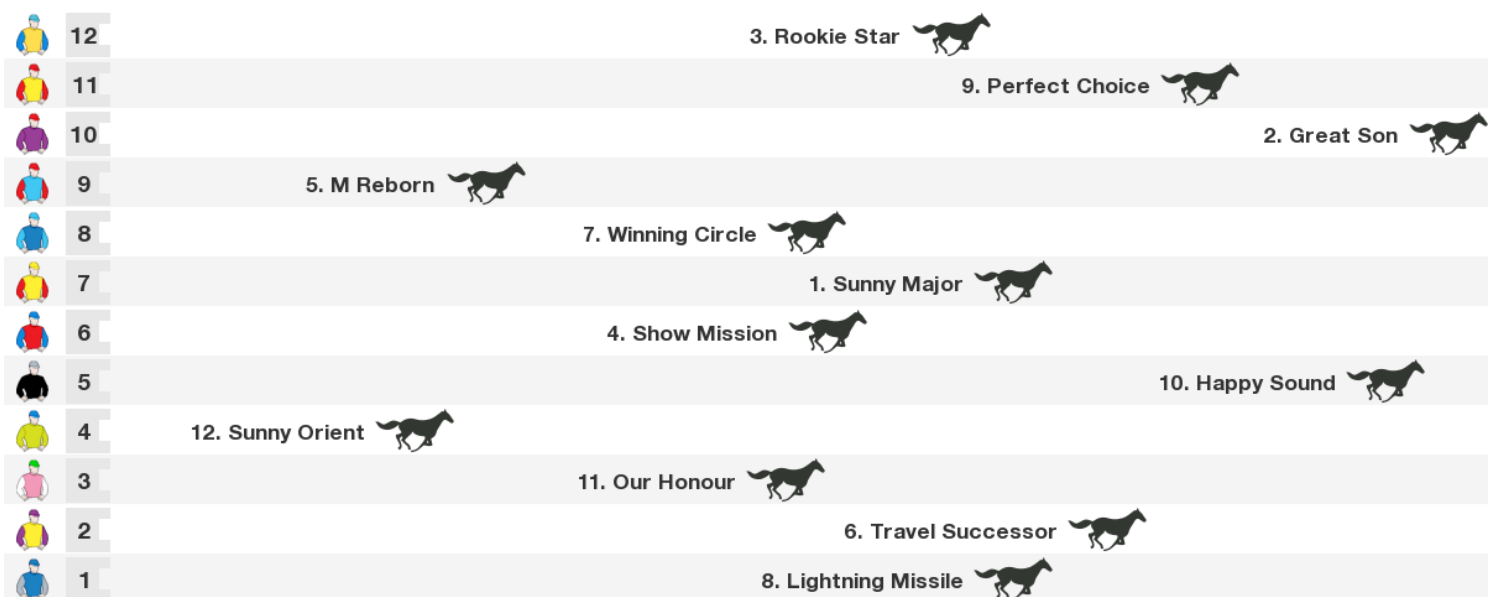 12 3. Rookie Star
11 9. Perfect Choice
10 2. Great Son
9 5. M Reborn
8 7. Winning Circle
7 1. Sunny Major
6 4. Show Mission
5 10. Happy Sound
4 12. Sunny Orient
3 11. Our Honour
2 6. Travel Successor
1 8. Lightning Missile